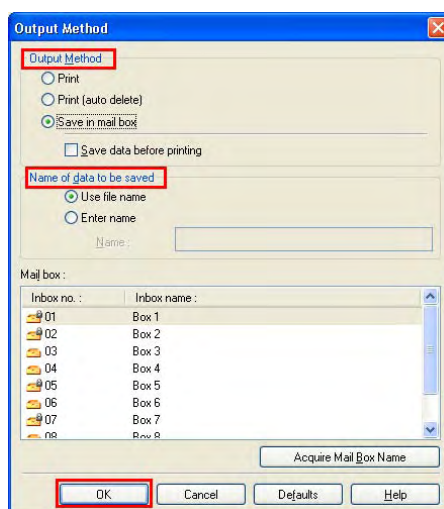 Output Method
Output Method
Print
Print (auto delete)
Save in mail box
Save data before printing
Name of data to be saved
Use file name
Enter name
Name :
Mail box :
Inbox no. : Inbox name :
01 Box 1
02 Box 2
03 Box 3
04 Box 4
05 Box 5
06 Box 6
07 Box 7
08 Box 8
Acquire Mail Box Name
OK Cancel Defaults Help